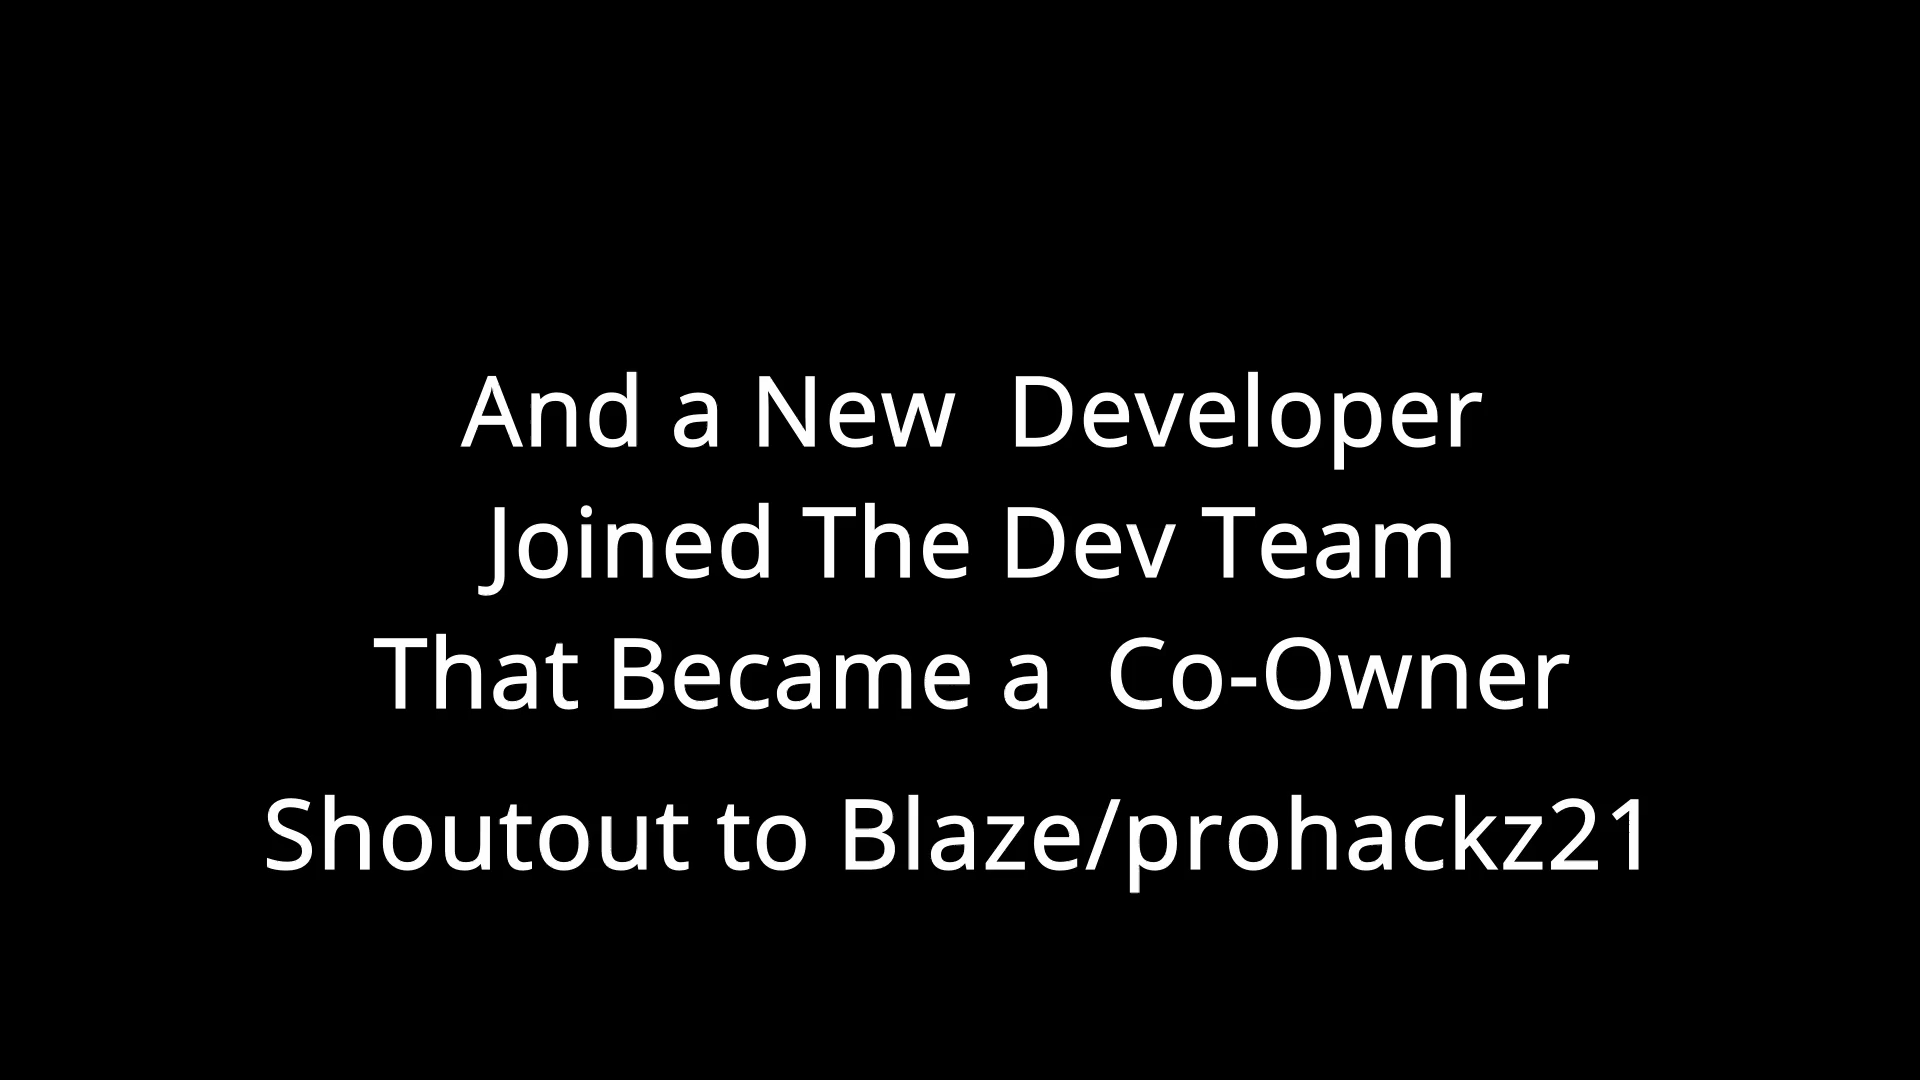 And a New  Developer
Joined The Dev Team
That Became a  Co-Owner
Shoutout to Blaze/prohackz21